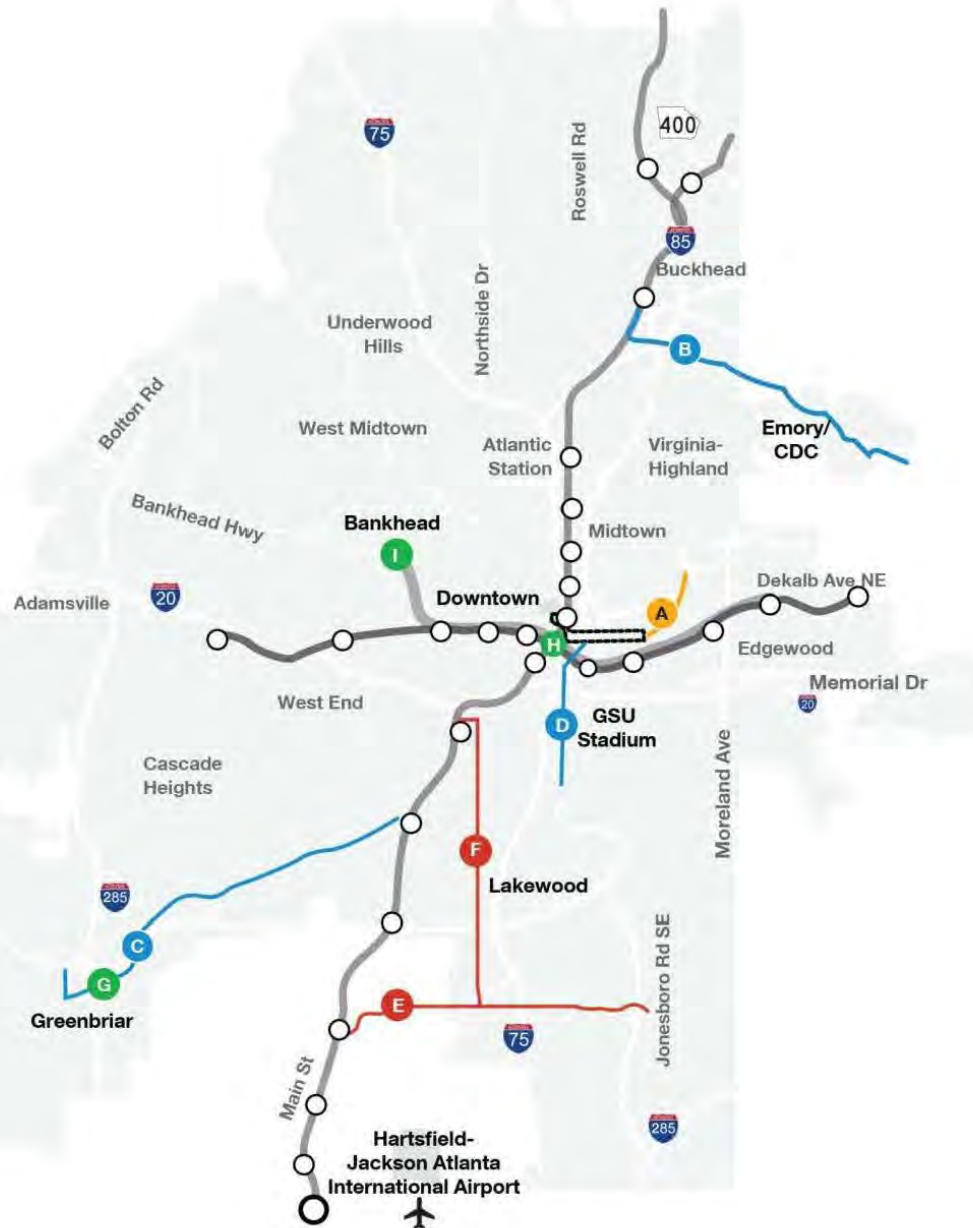 400
75
Roswell Rd
85
Buckhead
Northside Dr
Underwood
Hills
B
Bolton Rd
West Midtown
Atlantic
Station
Virginia-
Highland
Emory/
CDC
Bankhead Hwy
Bankhead
I
Midtown
Dekalb Ave NE
20
Adamsville
Downtown
A
H
Edgewood
Memorial Dr
20
West End
D
GSU
Stadium
Cascade
Heights
Moreland Ave
F
Lakewood
285
C
G
Greenbriar
E
Jonesboro Rd SE
75
Main St
285
Hartsfield-
Jackson Atlanta
International Airport